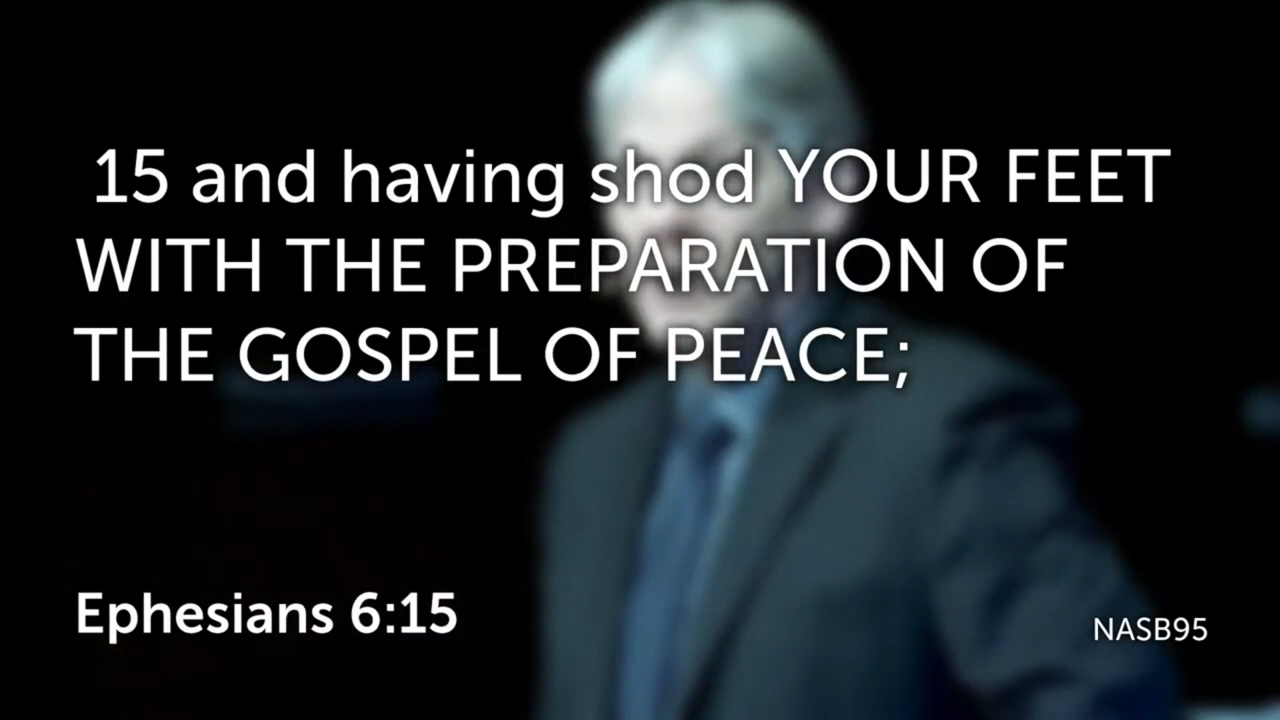 15 and having shod YOUR FEET
WITH THE PREPARATION OF
THE GOSPEL OF PEACE;
Ephesians 6:15
NASB95